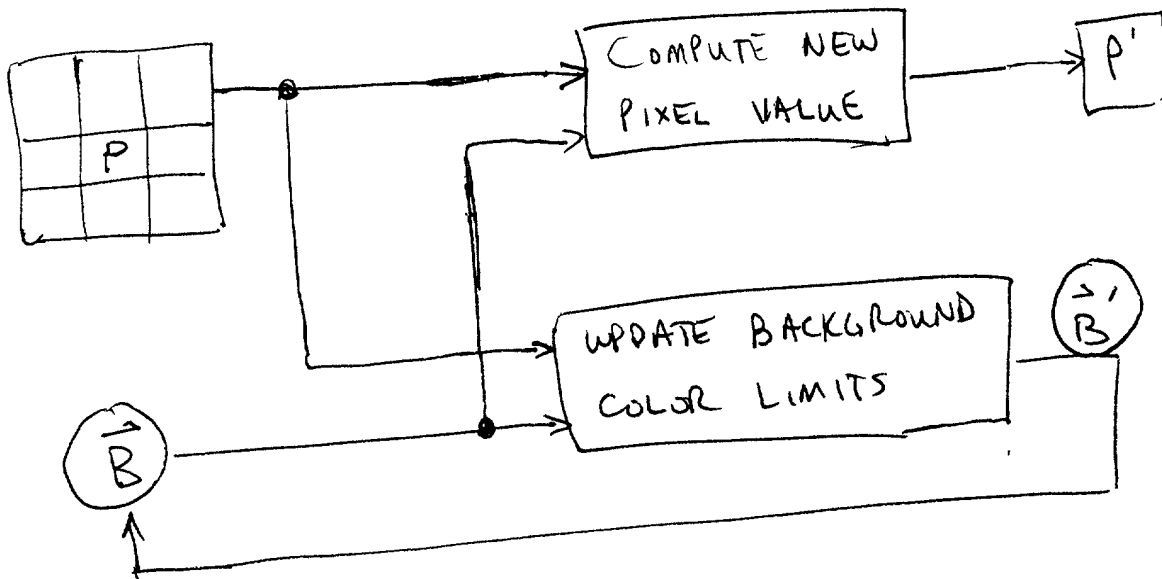 COMPUTE NEW
PIXEL VALUE
P'
P
UPDATE BACKGROUND
COLOR LIMITS
B⃗'
B⃗